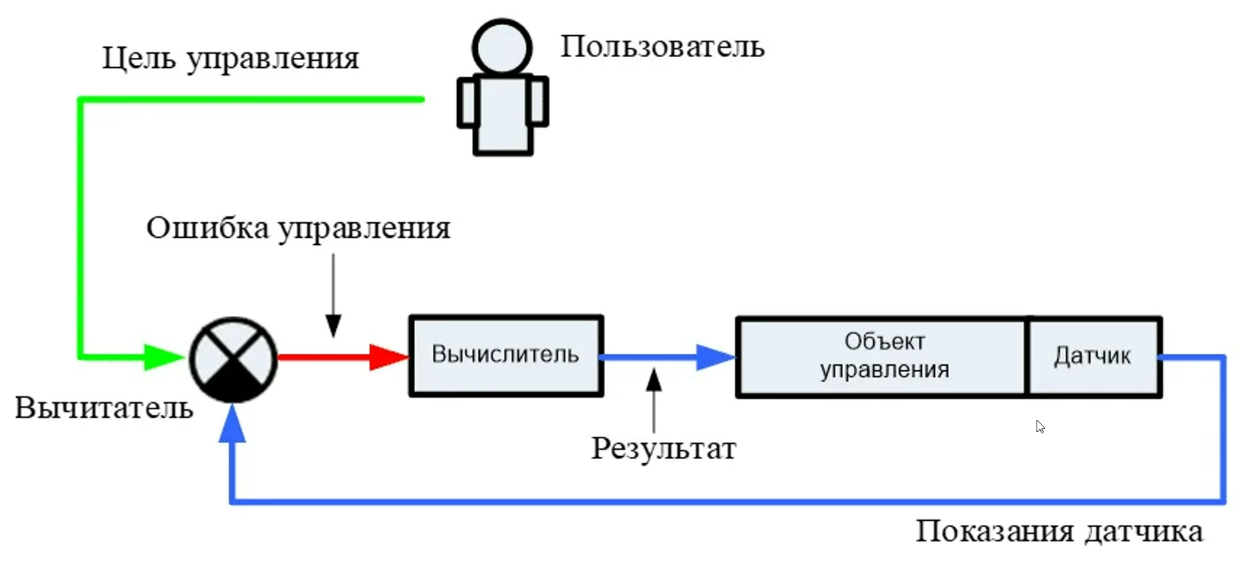 Цель управления
Пользователь
Ошибка управления
Вычислитель
Объект
управления
Датчик
Вычитатель
Результат
Показания датчика